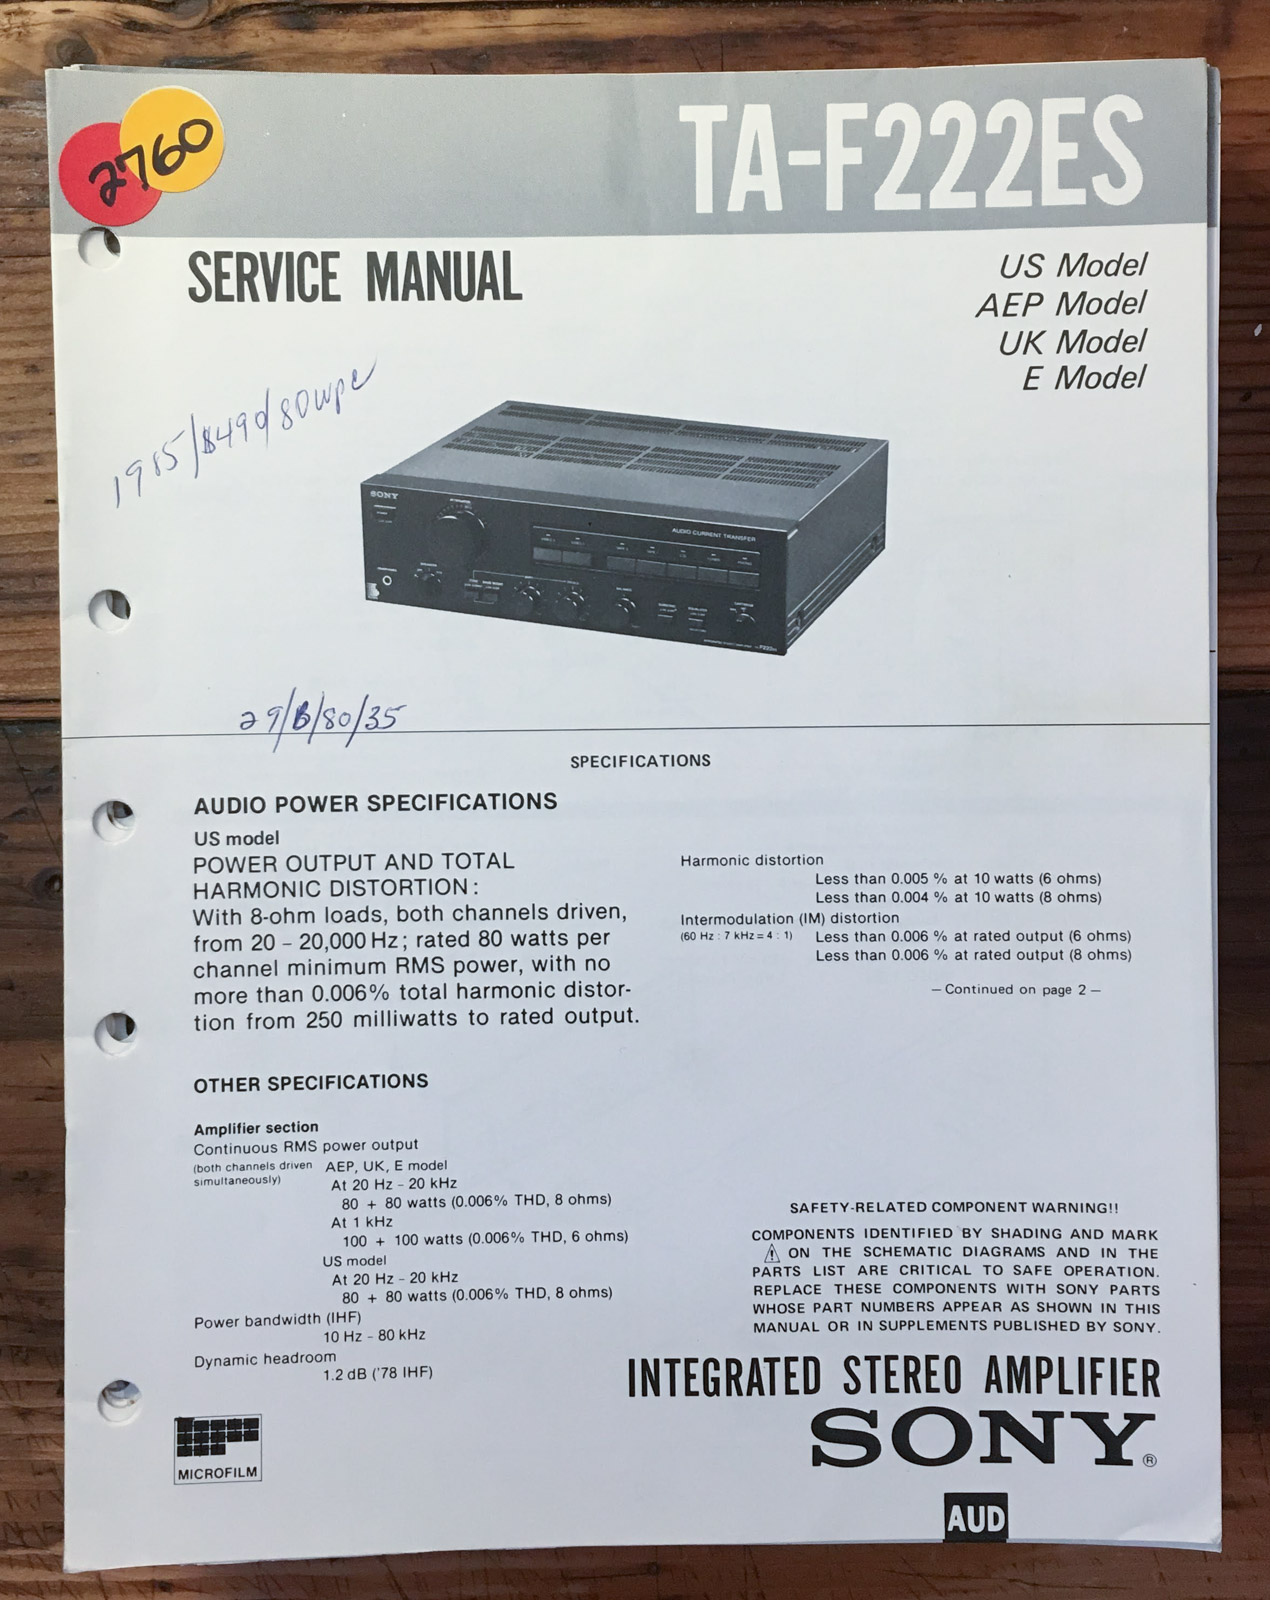 TA-F222ES
2760
SERVICE MANUAL
US Model
AEP Model
UK Model
E Model
1985/$490/80wpc
SONY
AUDIO CURRENT TRANSFER
29/B/80/35
SPECIFICATIONS
AUDIO POWER SPECIFICATIONS
US model
POWER OUTPUT AND TOTAL
HARMONIC DISTORTION :
With 8-ohm loads, both channels driven,
from 20 – 20,000 Hz; rated 80 watts per
channel minimum RMS power, with no
more than 0.006% total harmonic distor-
tion from 250 milliwatts to rated output.
OTHER SPECIFICATIONS
Amplifier section
Continuous RMS power output
(both channels driven
simultaneously)
AEP, UK, E model
At 20 Hz – 20 kHz
80 + 80 watts (0.006% THD, 8 ohms)
At 1 kHz
100 + 100 watts (0.006% THD, 6 ohms)
US model
At 20 Hz – 20 kHz
80 + 80 watts (0.006% THD, 8 ohms)
Power bandwidth (IHF)
10 Hz – 80 kHz
Dynamic headroom
1.2 dB ('78 IHF)
Harmonic distortion
Less than 0.005 % at 10 watts (6 ohms)
Less than 0.004 % at 10 watts (8 ohms)
Intermodulation (IM) distortion
(60 Hz : 7 kHz = 4 : 1) Less than 0.006 % at rated output (6 ohms)
Less than 0.006 % at rated output (8 ohms)
– Continued on page 2 –
SAFETY-RELATED COMPONENT WARNING!!
COMPONENTS IDENTIFIED BY SHADING AND MARK
⚠ ON THE SCHEMATIC DIAGRAMS AND IN THE
PARTS LIST ARE CRITICAL TO SAFE OPERATION.
REPLACE THESE COMPONENTS WITH SONY PARTS
WHOSE PART NUMBERS APPEAR AS SHOWN IN THIS
MANUAL OR IN SUPPLEMENTS PUBLISHED BY SONY.
INTEGRATED STEREO AMPLIFIER
SONY®
MICROFILM
AUD